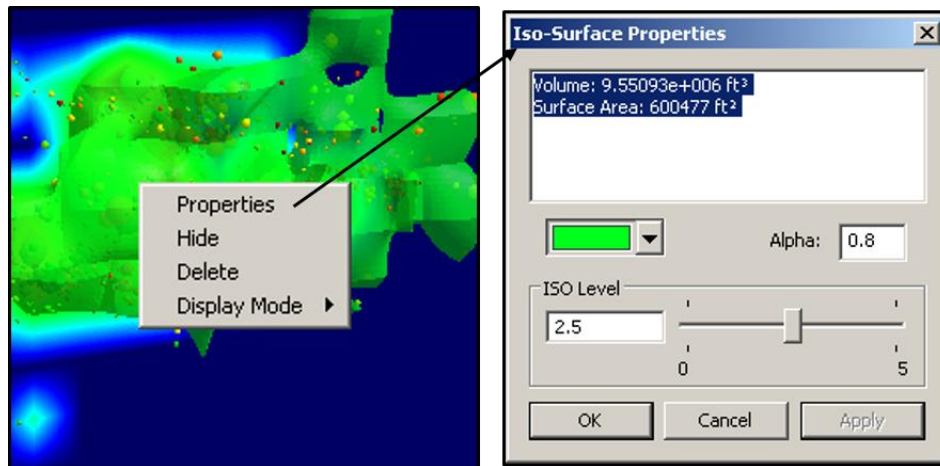 Properties
Hide
Delete
Display Mode
Iso-Surface Properties
Volume: 9.55093e+006 ft³
Surface Area: 600477 ft²
Alpha: 0.8
ISO Level
2.5
0 5
OK Cancel Apply